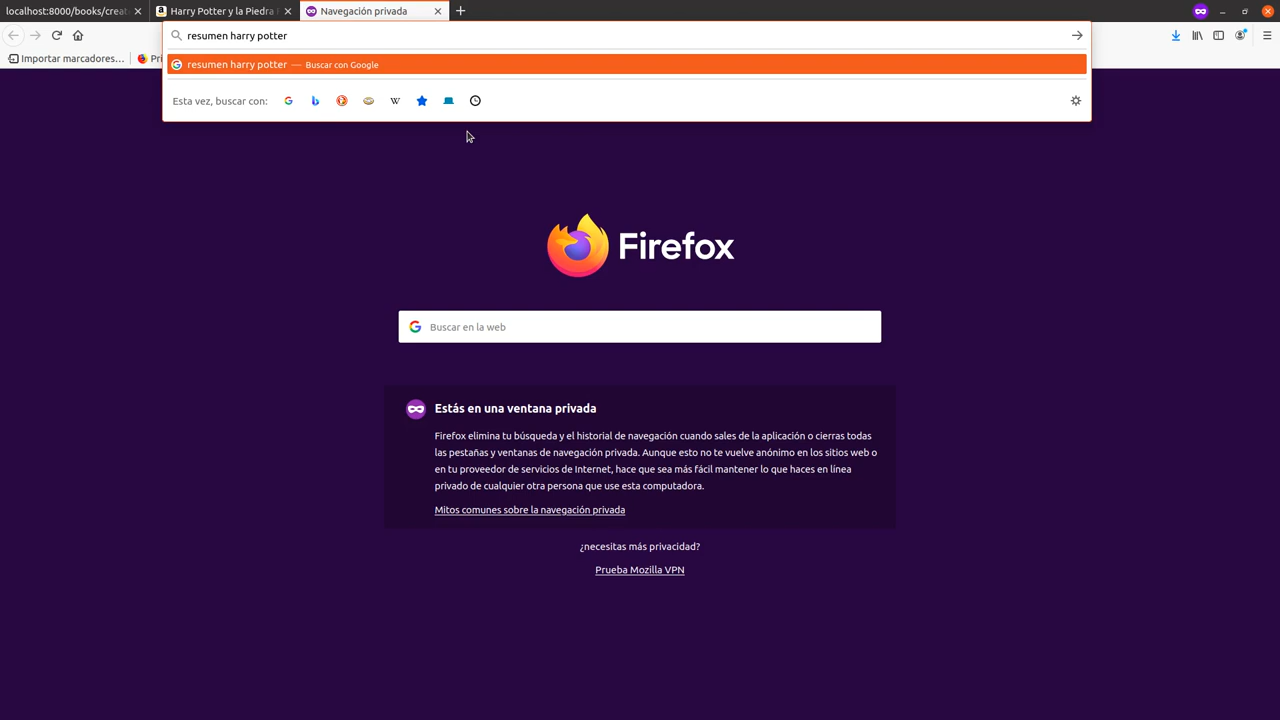 localhost:8000/books/creat
Harry Potter y la Piedra
Navegación privada
resumen harry potter
Importar marcadores...
Pri
resumen harry potter — Buscar con Google
Esta vez, buscar con:
Firefox
Buscar en la web
Estás en una ventana privada
Firefox elimina tu búsqueda y el historial de navegación cuando sales de la aplicación o cierras todas
las pestañas y ventanas de navegación privada. Aunque esto no te vuelve anónimo en los sitios web o
en tu proveedor de servicios de Internet, hace que sea más fácil mantener lo que haces en línea
privado de cualquier otra persona que use esta computadora.
Mitos comunes sobre la navegación privada
¿necesitas más privacidad?
Prueba Mozilla VPN